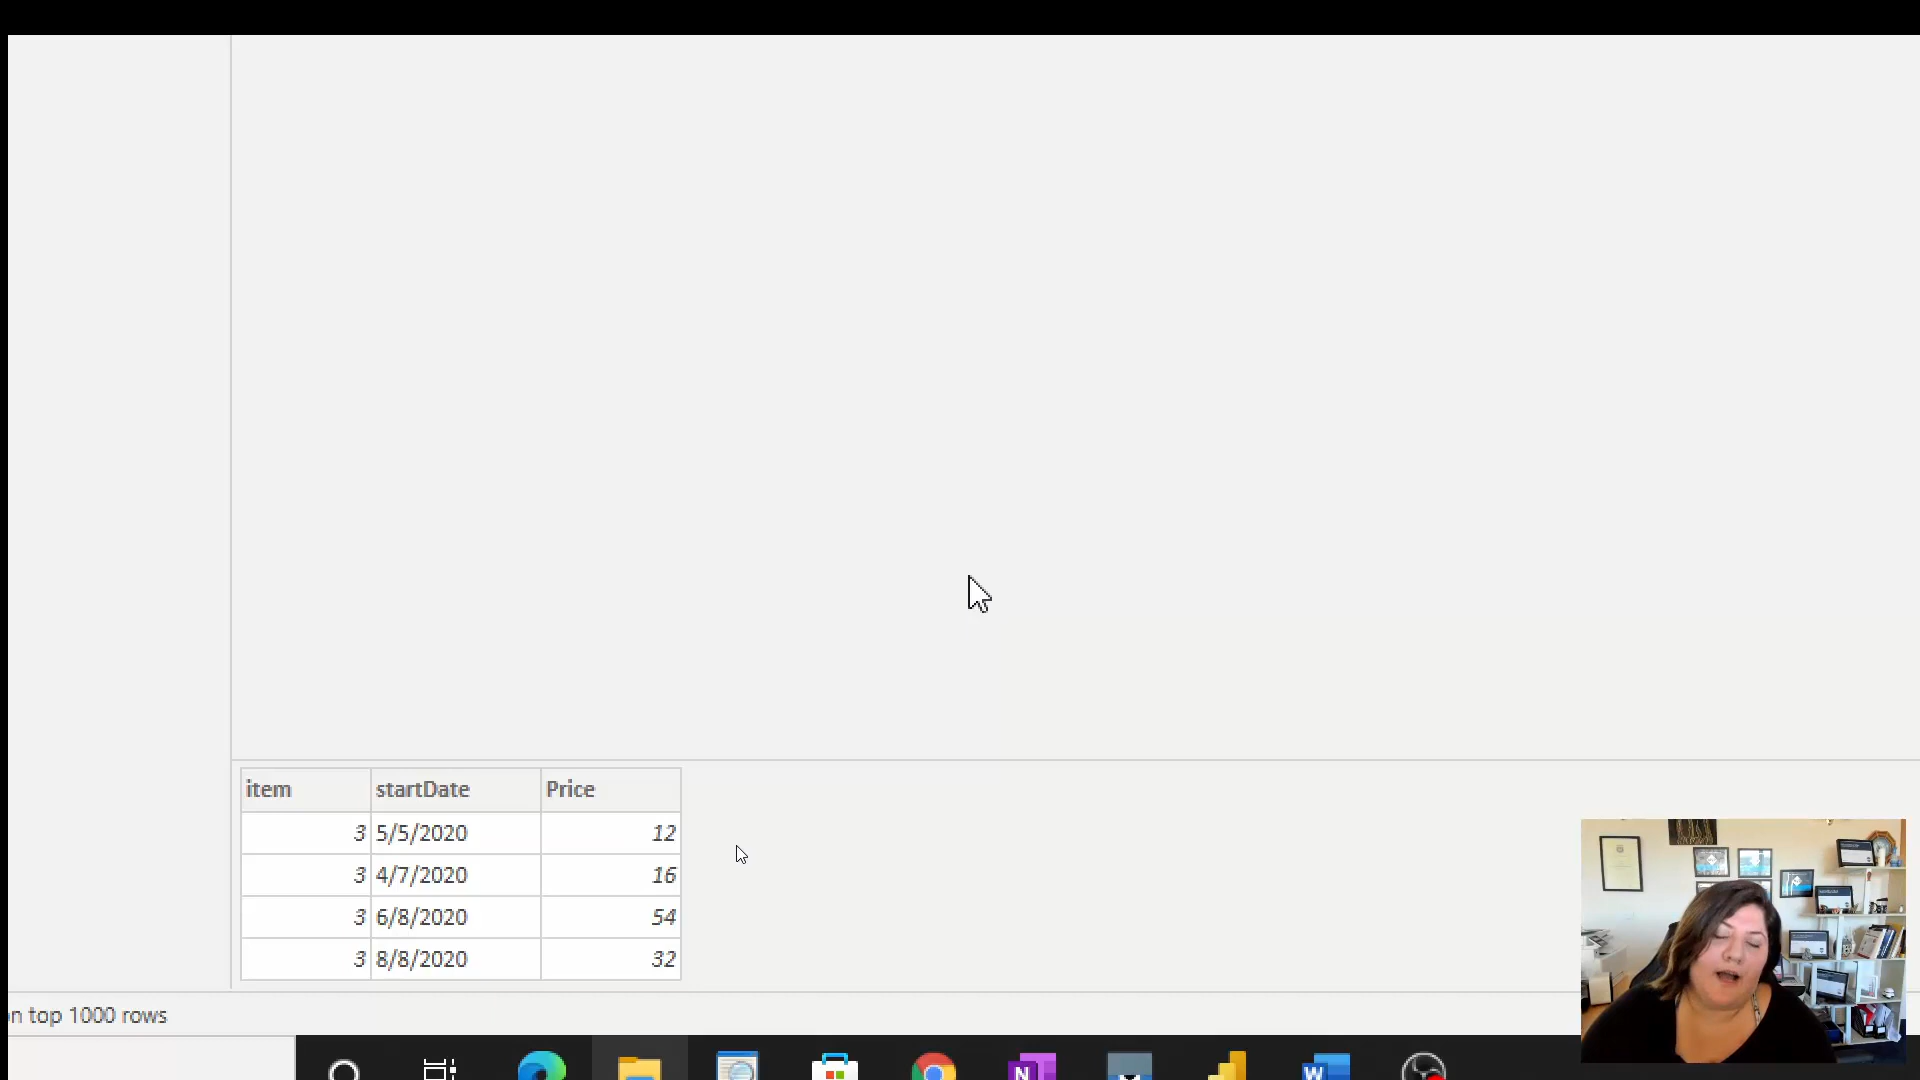 item startDate Price
3 5/5/2020 12
3 4/7/2020 16
3 6/8/2020 54
3 8/8/2020 32
n top 1000 rows
N
W